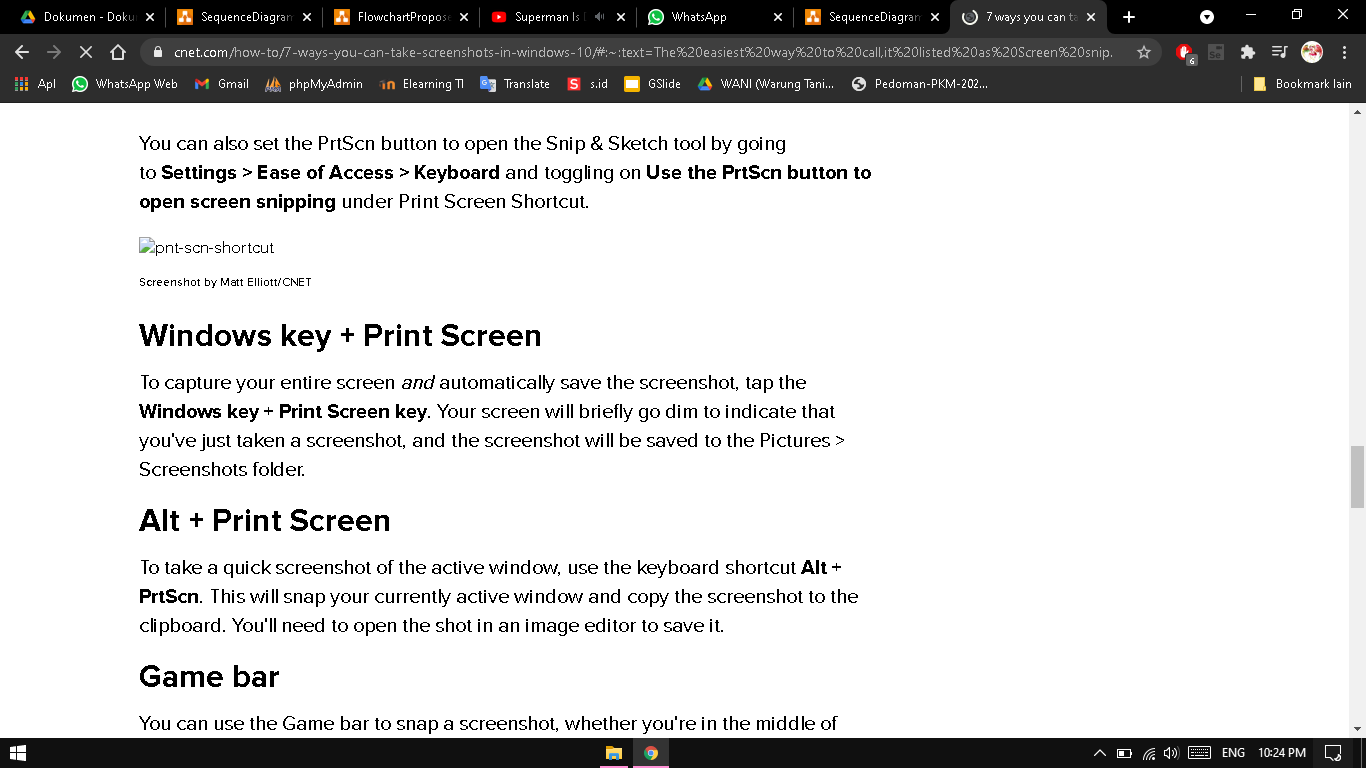 Dokumen - Doku
SequenceDiagram
FlowchartPropose
Superman Is
WhatsApp
SequenceDiagram
7 ways you can ta
cnet.com/how-to/7-ways-you-can-take-screenshots-in-windows-10/#:~:text=The%20easiest%20way%20to%20call,it%20listed%20as%20Screen%20snip.
6
Apl
WhatsApp Web
Gmail
phpMyAdmin
Elearning TI
Translate
s.id
GSlide
WANI (Warung Tani...
Pedoman-PKM-202...
Bookmark lain
You can also set the PrtScn button to open the Snip & Sketch tool by going
to Settings > Ease of Access > Keyboard and toggling on Use the PrtScn button to
open screen snipping under Print Screen Shortcut.
pnt-scn-shortcut
Screenshot by Matt Elliott/CNET
Windows key + Print Screen
To capture your entire screen and automatically save the screenshot, tap the
Windows key + Print Screen key. Your screen will briefly go dim to indicate that
you've just taken a screenshot, and the screenshot will be saved to the Pictures >
Screenshots folder.
Alt + Print Screen
To take a quick screenshot of the active window, use the keyboard shortcut Alt +
PrtScn. This will snap your currently active window and copy the screenshot to the
clipboard. You'll need to open the shot in an image editor to save it.
Game bar
You can use the Game bar to snap a screenshot, whether you're in the middle of
ENG
10:24 PM